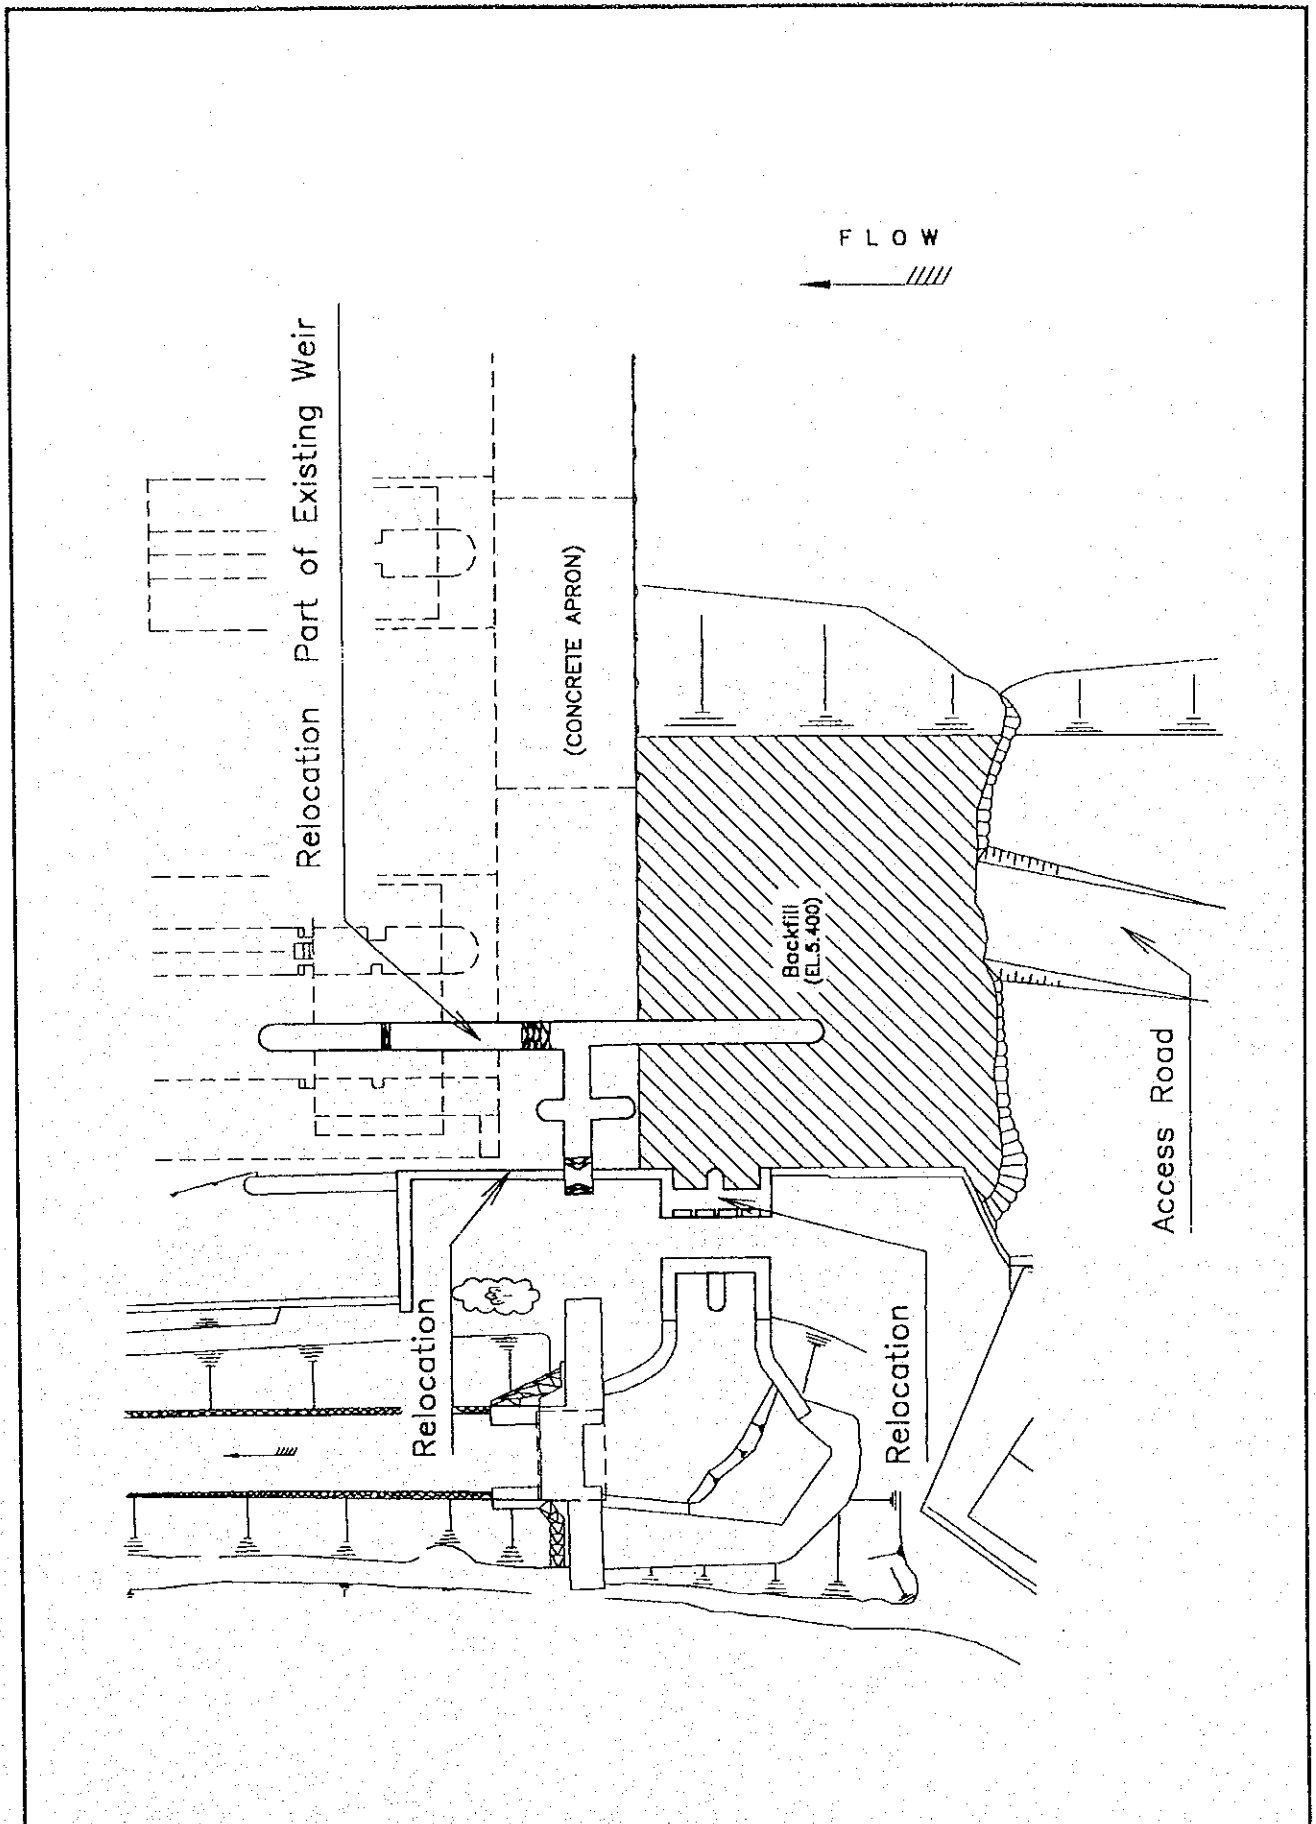 FLOW
Relocation Part of Existing Weir
(CONCRETE APRON)
Backfill
(EL.5.400)
Access Road
Relocation
Relocation